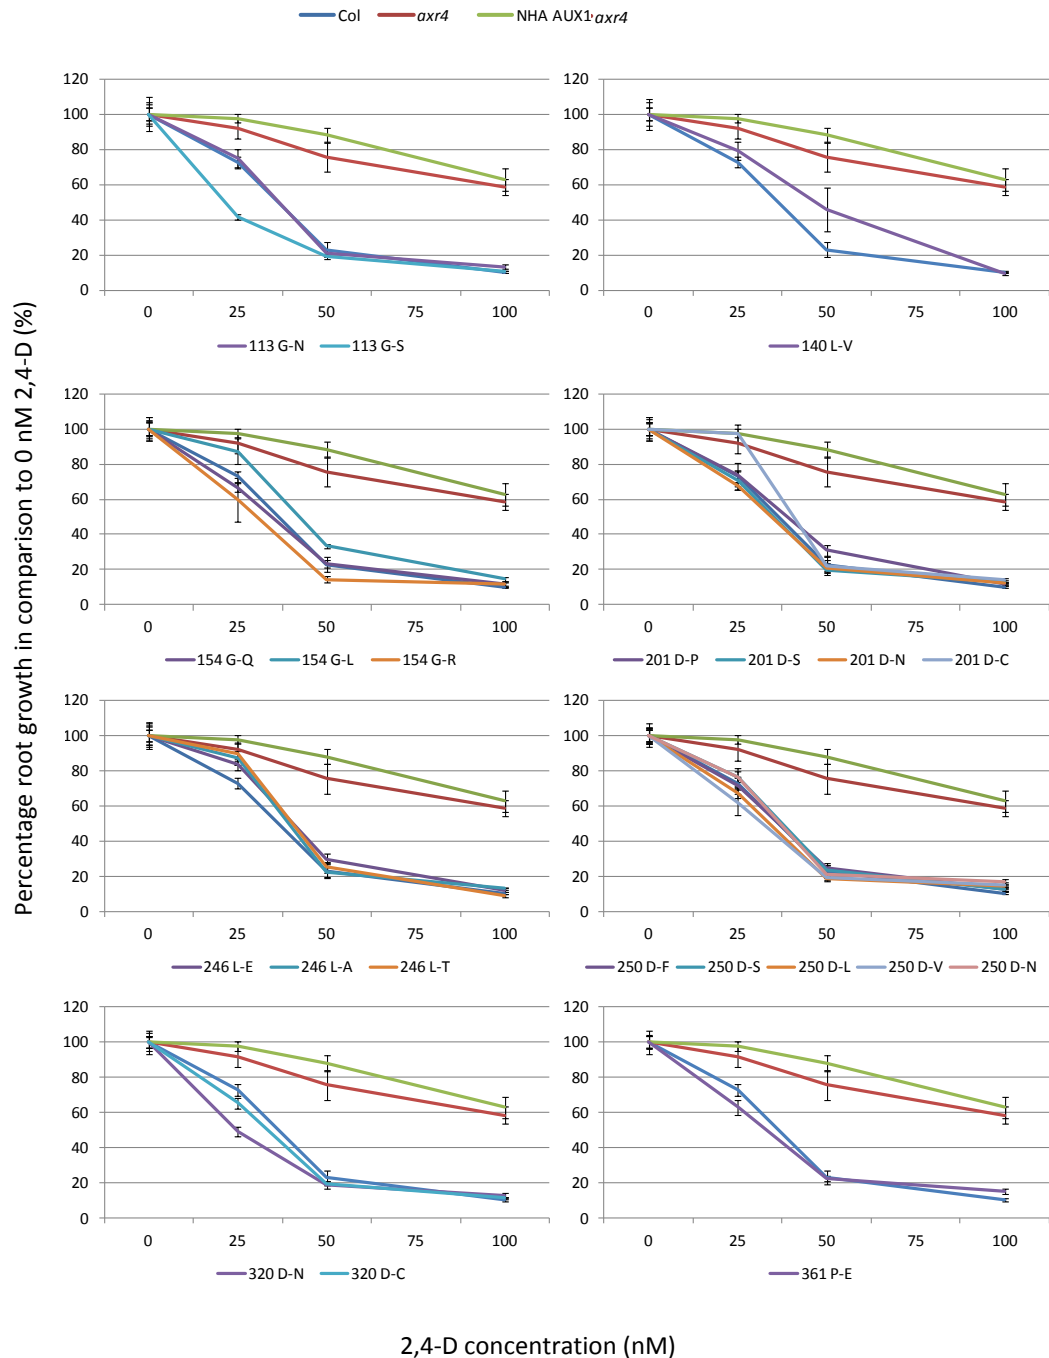 Col axr4 NHA AUX1 axr4
Percentage root growth in comparison to 0 nM 2,4-D (%)
120 120
100 100
80 80
60 60
40 40
20 20
0 0
0 25 50 75 100 0 25 50 75 100
113 G-N 113 G-S 140 L-V
120 120
100 100
80 80
60 60
40 40
20 20
0 0
0 25 50 75 100 0 25 50 75 100
154 G-Q 154 G-L 154 G-R 201 D-P 201 D-S 201 D-N 201 D-C
120 120
100 100
80 80
60 60
40 40
20 20
0 0
0 25 50 75 100 0 25 50 75 100
246 L-E 246 L-A 246 L-T 250 D-F 250 D-S 250 D-L 250 D-V 250 D-N
120 120
100 100
80 80
60 60
40 40
20 20
0 0
0 25 50 75 100 0 25 50 75 100
320 D-N 320 D-C 361 P-E
2,4-D concentration (nM)